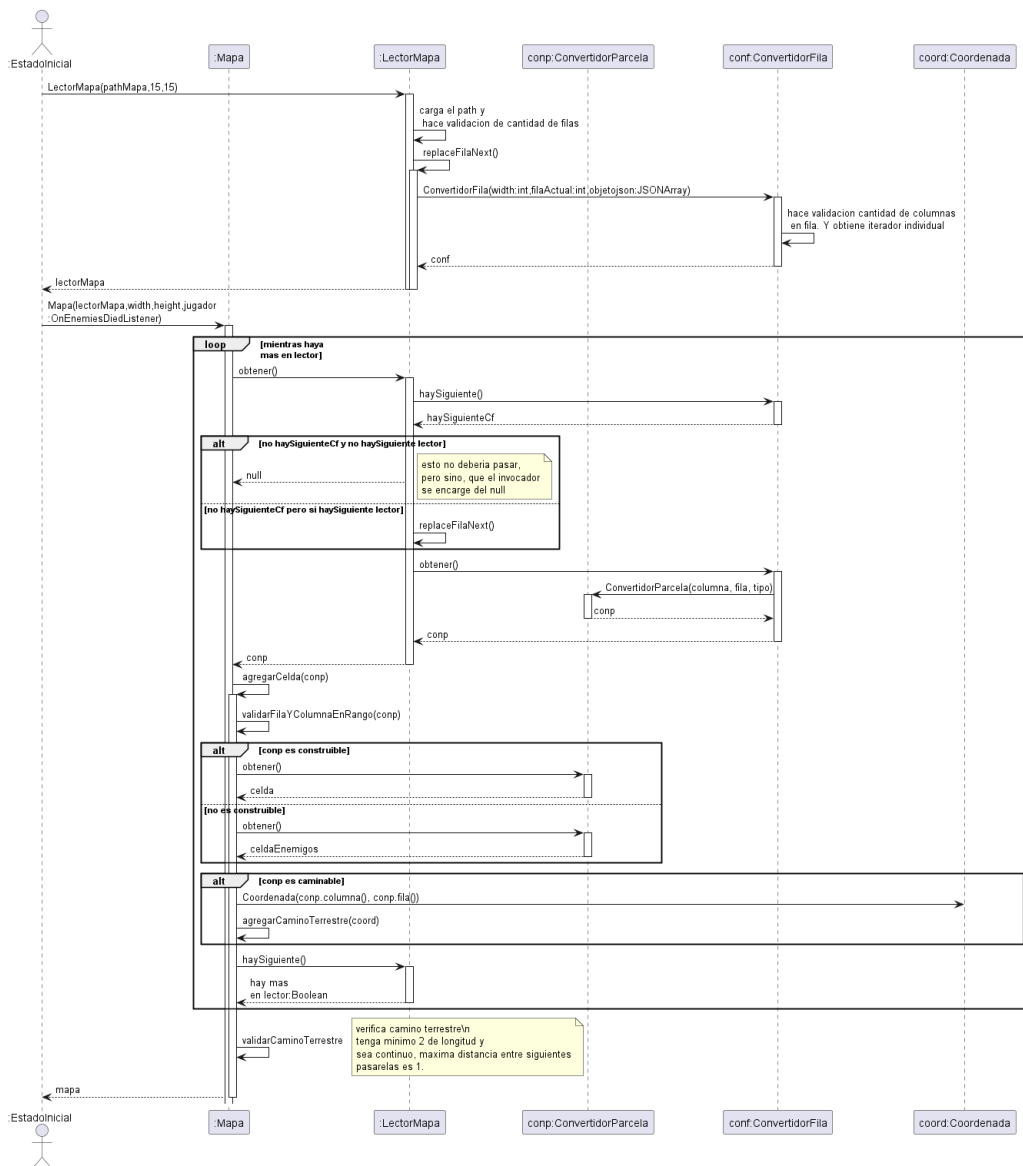 :EstadoInicial
:Mapa
:LectorMapa
conp:ConvertidorParcela
conf:ConvertidorFila
coord:Coordenada
LectorMapa(pathMapa,15,15)
carga el path y
hace validacion de cantidad de filas
replaceFilaNext()
ConvertidorFila(width:int,filaActual:int,objetojson:JSONArray)
hace validacion cantidad de columnas
en fila. Y obtiene iterador individual
conf
lectorMapa
Mapa(lectorMapa,width,height,jugador
:OnEnemiesDiedListener)
loop
[mientras haya
mas en lector]
obtener()
haySiguiente()
haySiguienteCf
alt
[no haySiguienteCf y no haySiguiente lector]
esto no deberia pasar,
pero sino, que el invocador
se encarge del null
null
[no haySiguienteCf pero si haySiguiente lector]
replaceFilaNext()
obtener()
ConvertidorParcela(columna, fila, tipo)
conp
conp
conp
agregarCelda(conp)
validarFilaYColumnaEnRango(conp)
alt
[conp es construible]
obtener()
celda
[no es construible]
obtener()
celdaEnemigos
alt
[conp es caminable]
Coordenada(conp.columna(), conp.fila())
agregarCaminoTerrestre(coord)
haySiguiente()
hay mas
en lector:Boolean
verifica camino terrestre\n
tenga minimo 2 de longitud y
sea continuo, maxima distancia entre siguientes
pasarelas es 1.
validarCaminoTerrestre
mapa
:EstadoInicial
:Mapa
:LectorMapa
conp:ConvertidorParcela
conf:ConvertidorFila
coord:Coordenada